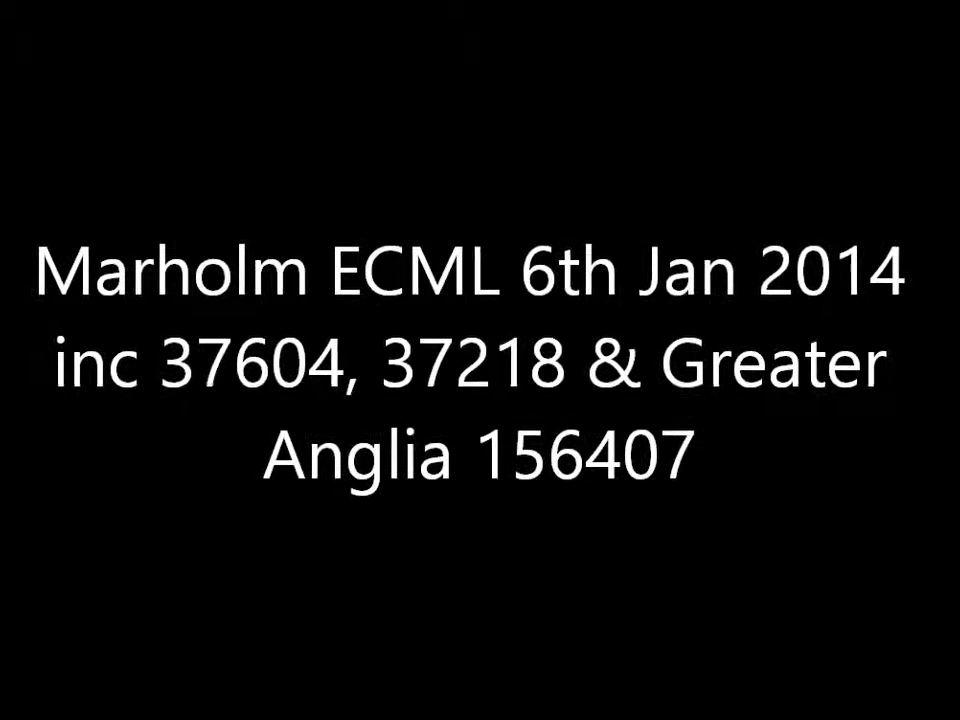 Marholm ECML 6th Jan 2014
inc 37604, 37218 & Greater
Anglia 156407